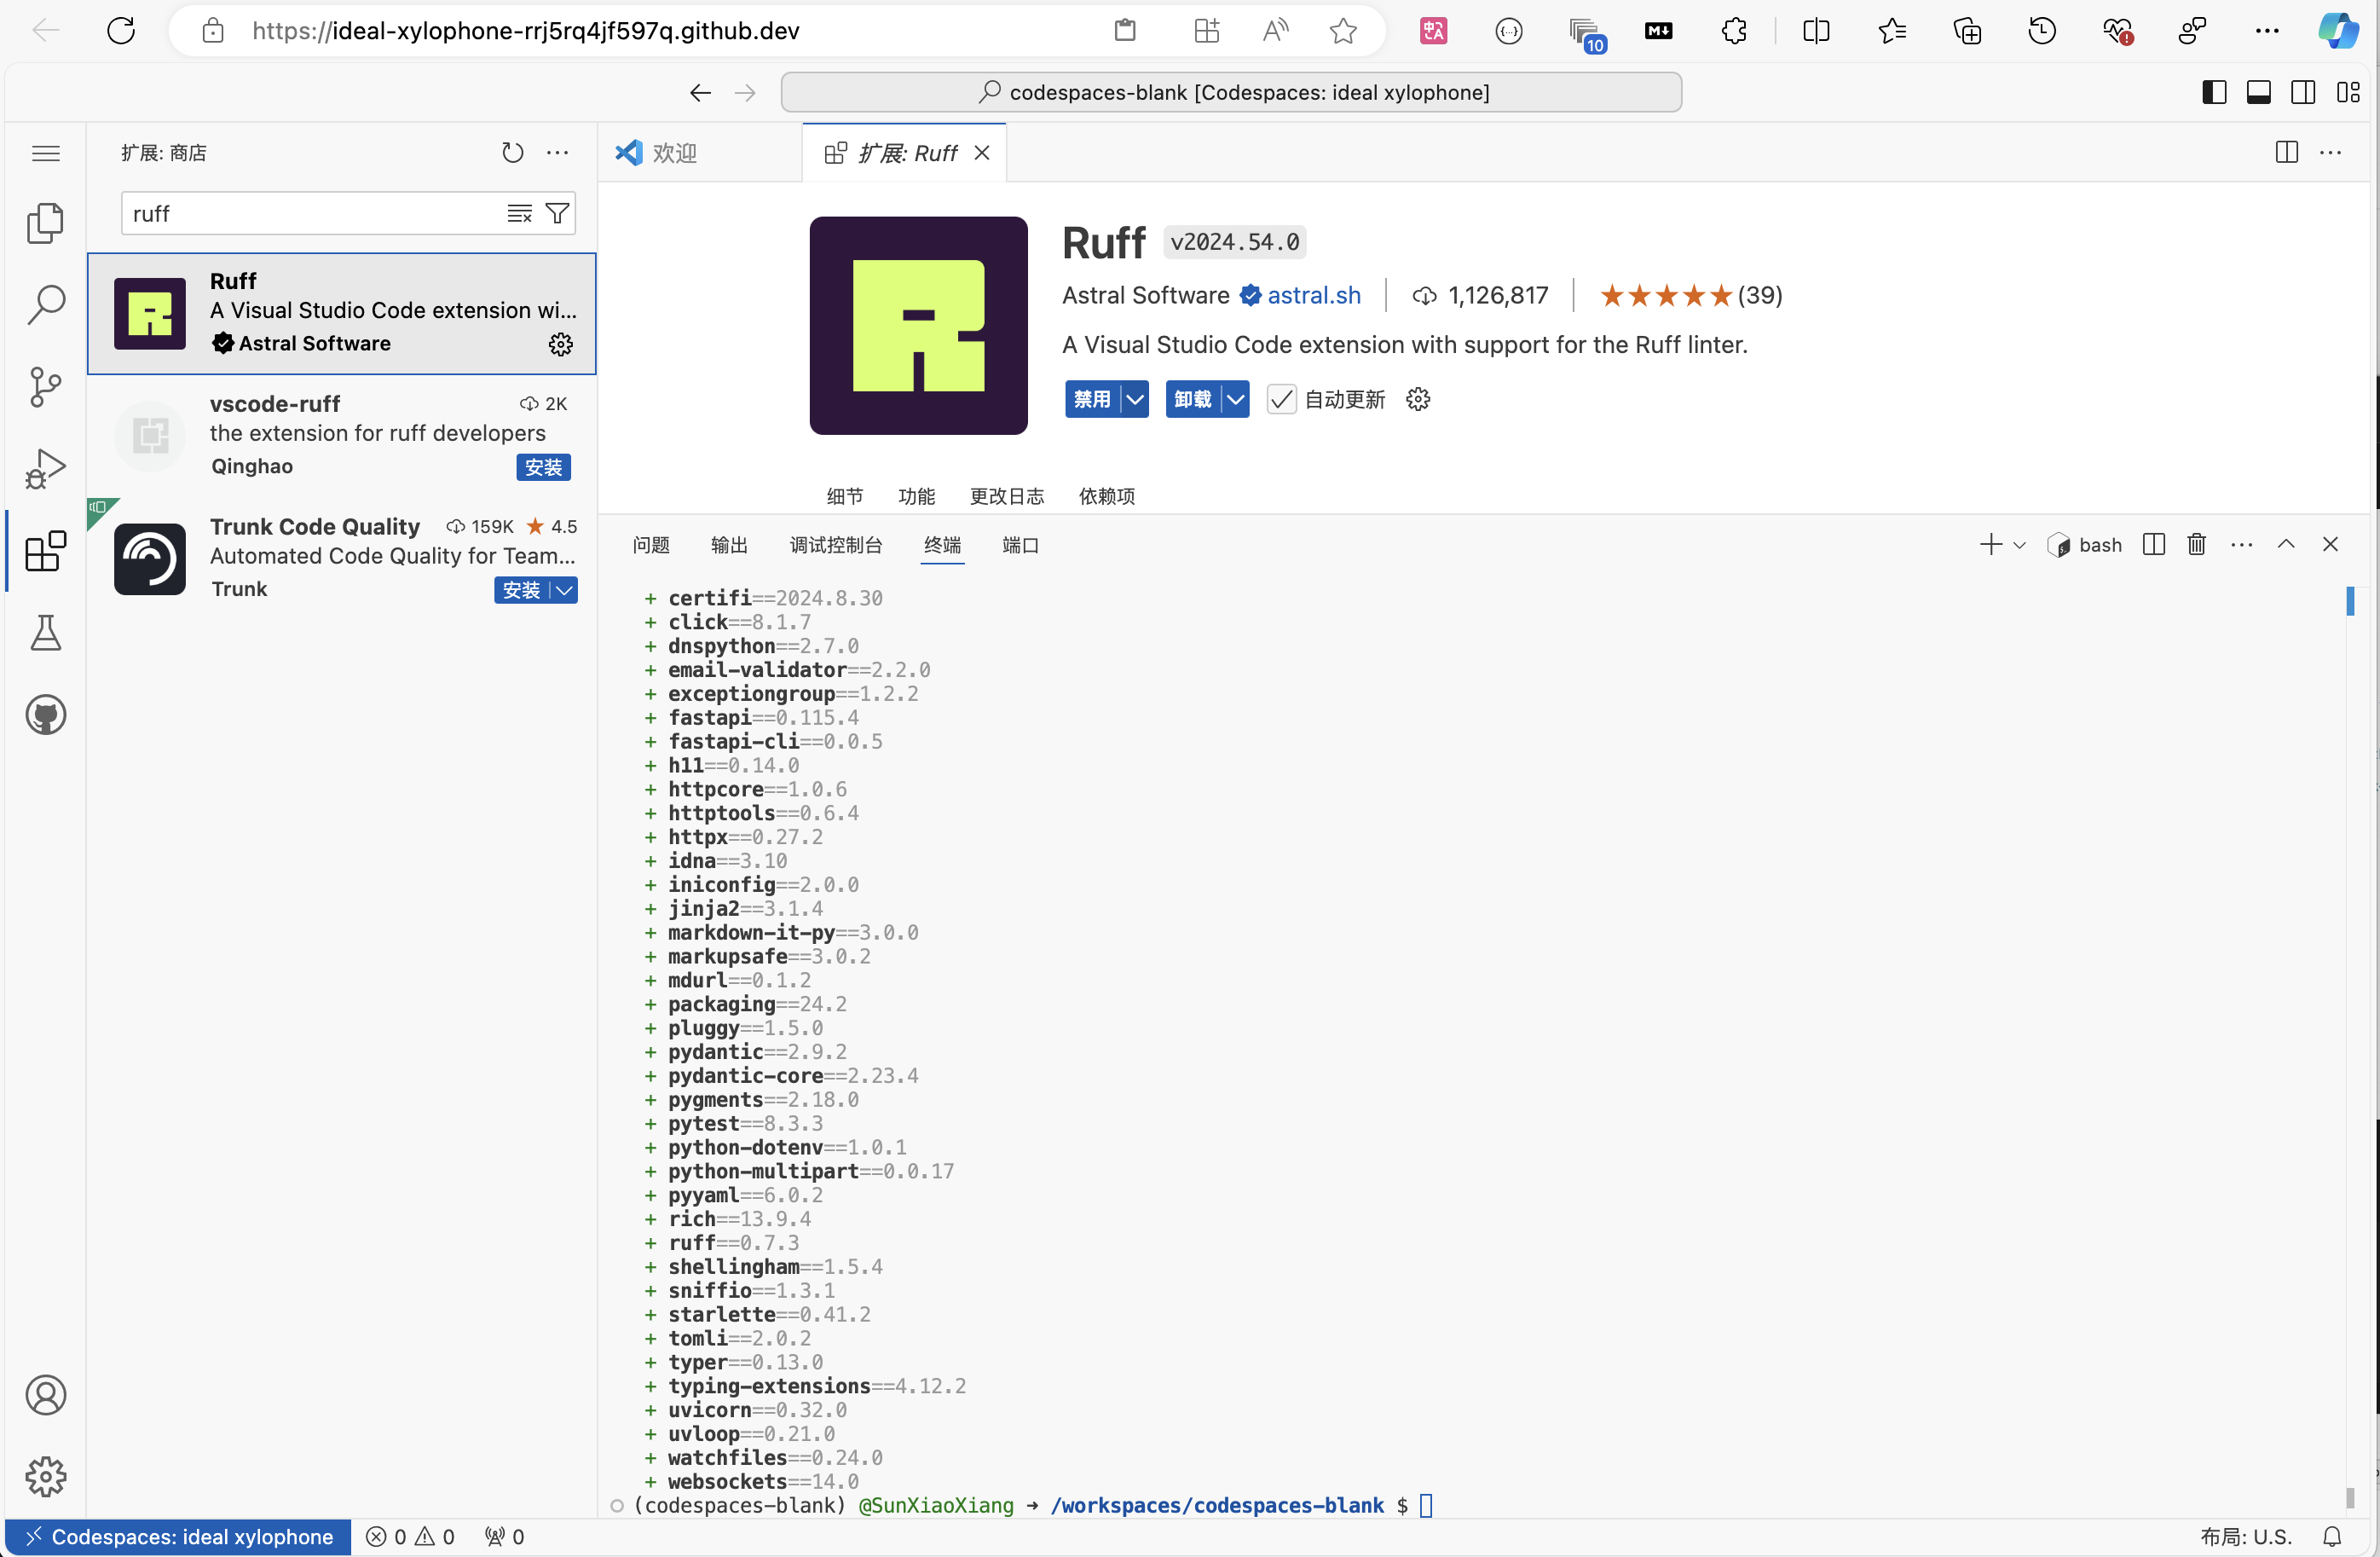 https://ideal-xylophone-rrj5rq4jf597q.github.dev
10
codespaces-blank [Codespaces: ideal xylophone]
扩展: 商店
ruff
Ruff
A Visual Studio Code extension wi...
Astral Software
vscode-ruff 2K
the extension for ruff developers
Qinghao 安装
Trunk Code Quality 159K ★ 4.5
Automated Code Quality for Team...
Trunk 安装
欢迎
扩展: Ruff
Ruff v2024.54.0
Astral Software astral.sh 1,126,817 ★★★★★(39)
A Visual Studio Code extension with support for the Ruff linter.
禁用 卸载 自动更新
细节 功能 更改日志 依赖项
问题 输出 调试控制台 终端 端口
bash
+ certifi==2024.8.30
+ click==8.1.7
+ dnspython==2.7.0
+ email-validator==2.2.0
+ exceptiongroup==1.2.2
+ fastapi==0.115.4
+ fastapi-cli==0.0.5
+ h11==0.14.0
+ httpcore==1.0.6
+ httptools==0.6.4
+ httpx==0.27.2
+ idna==3.10
+ iniconfig==2.0.0
+ jinja2==3.1.4
+ markdown-it-py==3.0.0
+ markupsafe==3.0.2
+ mdurl==0.1.2
+ packaging==24.2
+ pluggy==1.5.0
+ pydantic==2.9.2
+ pydantic-core==2.23.4
+ pygments==2.18.0
+ pytest==8.3.3
+ python-dotenv==1.0.1
+ python-multipart==0.0.17
+ pyyaml==6.0.2
+ rich==13.9.4
+ ruff==0.7.3
+ shellingham==1.5.4
+ sniffio==1.3.1
+ starlette==0.41.2
+ tomli==2.0.2
+ typer==0.13.0
+ typing-extensions==4.12.2
+ uvicorn==0.32.0
+ uvloop==0.21.0
+ watchfiles==0.24.0
+ websockets==14.0
(codespaces-blank) @SunXiaoXiang ➜ /workspaces/codespaces-blank $
Codespaces: ideal xylophone 0 0 0
布局: U.S.